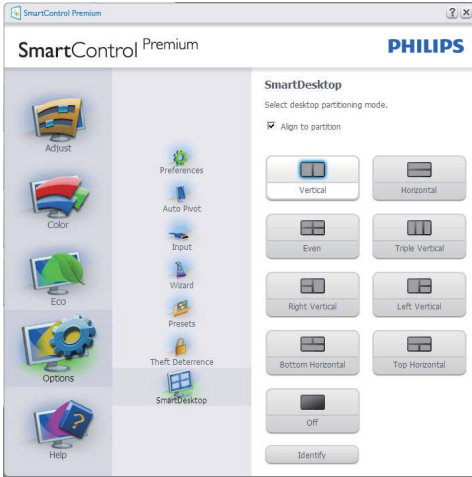 SmartControl Premium
SmartControl Premium
PHILIPS
Adjust
Color
Eco
Options
Help
Preferences
Auto Pivot
Input
Wizard
Presets
Theft Deterrence
SmartDesktop
SmartDesktop
Select desktop partitioning mode.
Align to partition
Vertical
Horizontal
Even
Triple Vertical
Right Vertical
Left Vertical
Bottom Horizontal
Top Horizontal
Off
Identify